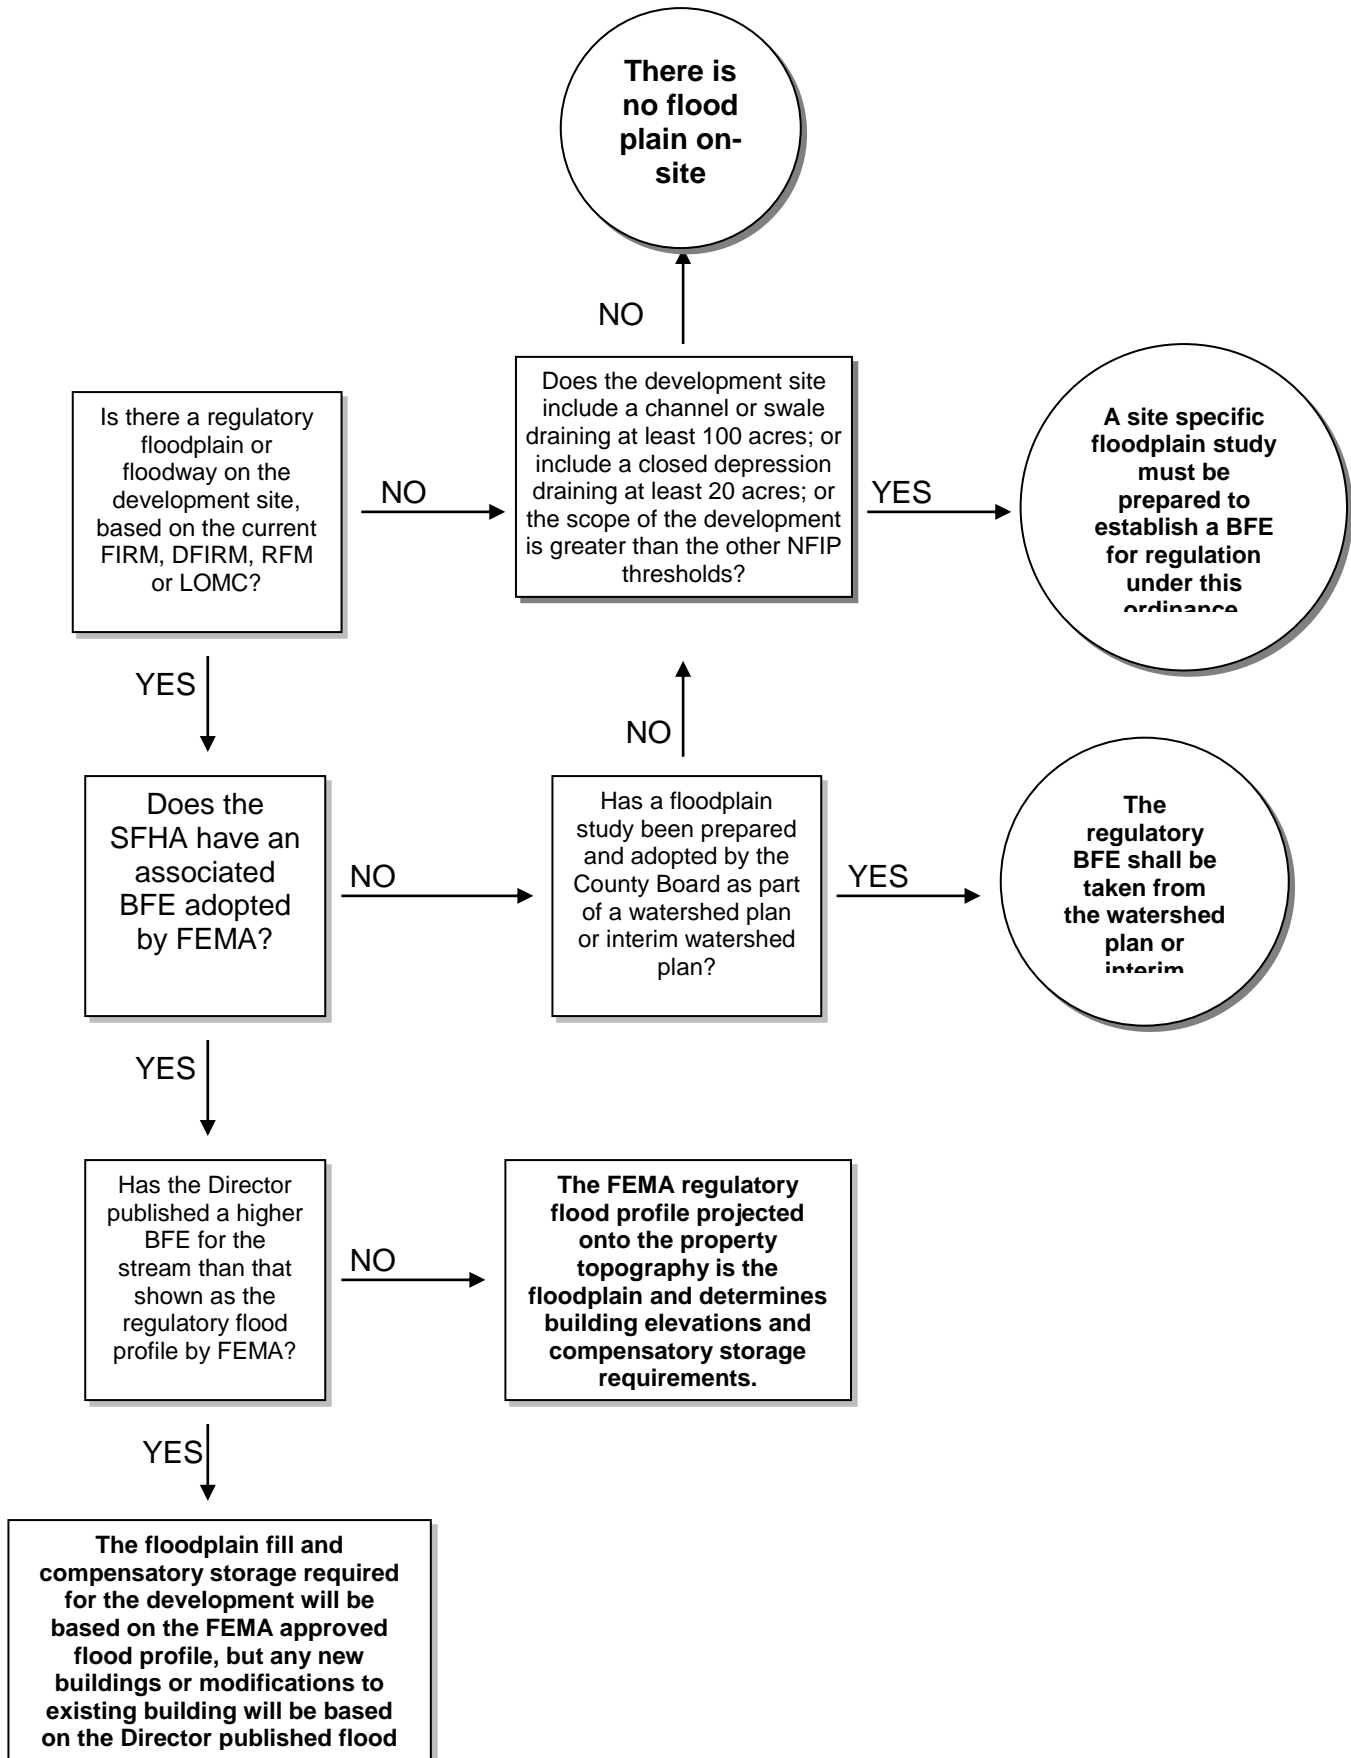 There is
no flood
plain on-
site
NO
Is there a regulatory
floodplain or
floodway on the
development site,
based on the current
FIRM, DFIRM, RFM
or LOMC?
NO
Does the development site
include a channel or swale
draining at least 100 acres; or
include a closed depression
draining at least 20 acres; or
the scope of the development
is greater than the other NFIP
thresholds?
YES
A site specific
floodplain study
must be
prepared to
establish a BFE
for regulation
under this
ordinance
YES
NO
Does the
SFHA have an
associated
BFE adopted
by FEMA?
NO
Has a floodplain
study been prepared
and adopted by the
County Board as part
of a watershed plan
or interim watershed
plan?
YES
The
regulatory
BFE shall be
taken from
the watershed
plan or
interim
YES
Has the Director
published a higher
BFE for the
stream than that
shown as the
regulatory flood
profile by FEMA?
NO
The FEMA regulatory
flood profile projected
onto the property
topography is the
floodplain and determines
building elevations and
compensatory storage
requirements.
YES
The floodplain fill and
compensatory storage required
for the development will be
based on the FEMA approved
flood profile, but any new
buildings or modifications to
existing building will be based
on the Director published flood